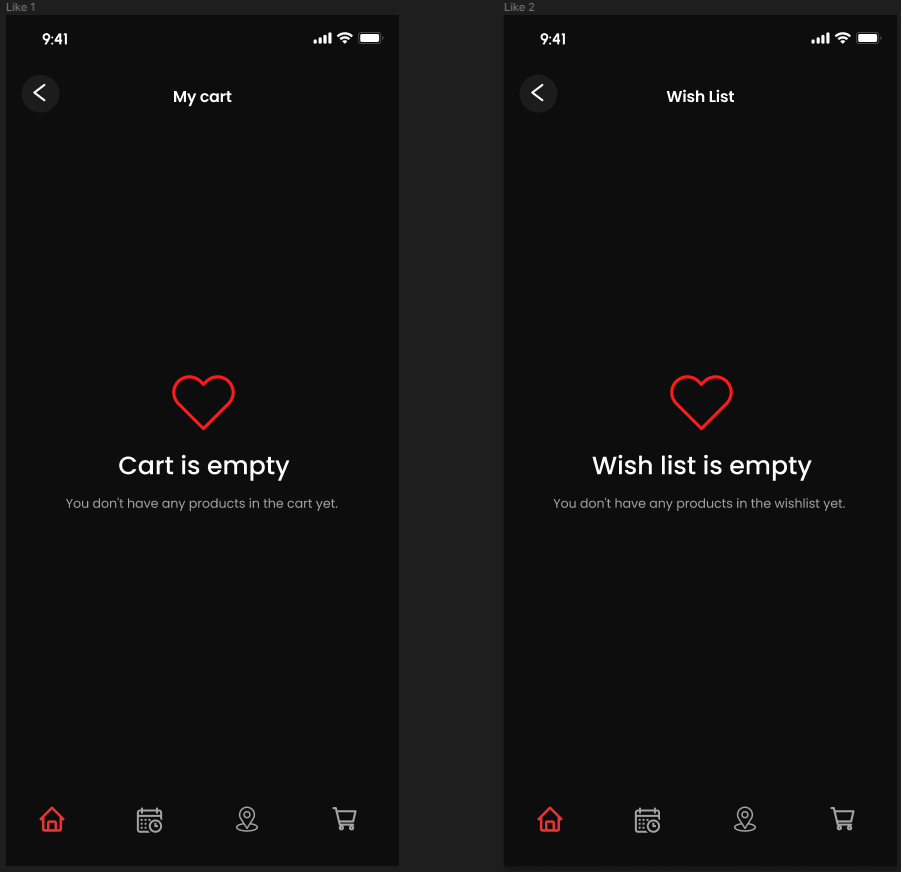 Like 1
9:41
My cart
Cart is empty
You don't have any products in the cart yet.
Like 2
9:41
Wish List
Wish list is empty
You don't have any products in the wishlist yet.